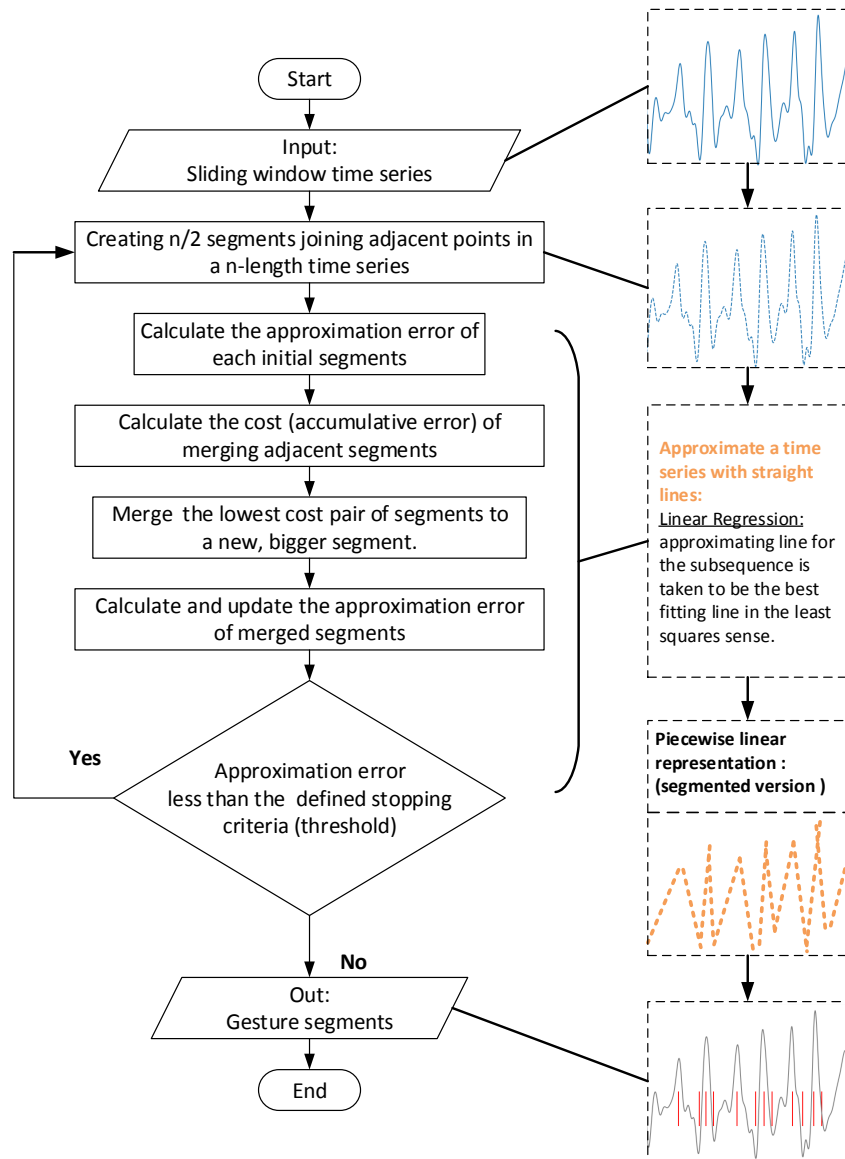 Start
Input:
Sliding window time series
Creating n/2 segments joining adjacent points in
a n-length time series
Calculate the approximation error of
each initial segments
Calculate the cost (accumulative error) of
merging adjacent segments
Merge the lowest cost pair of segments to
a new, bigger segment.
Calculate and update the approximation error
of merged segments
Yes
Approximation error
less than the defined stopping
criteria (threshold)
No
Out:
Gesture segments
End
Approximate a time
series with straight
lines:
Linear Regression:
approximating line for
the subsequence is
taken to be the best
fitting line in the least
squares sense.
Piecewise linear
representation :
(segmented version )